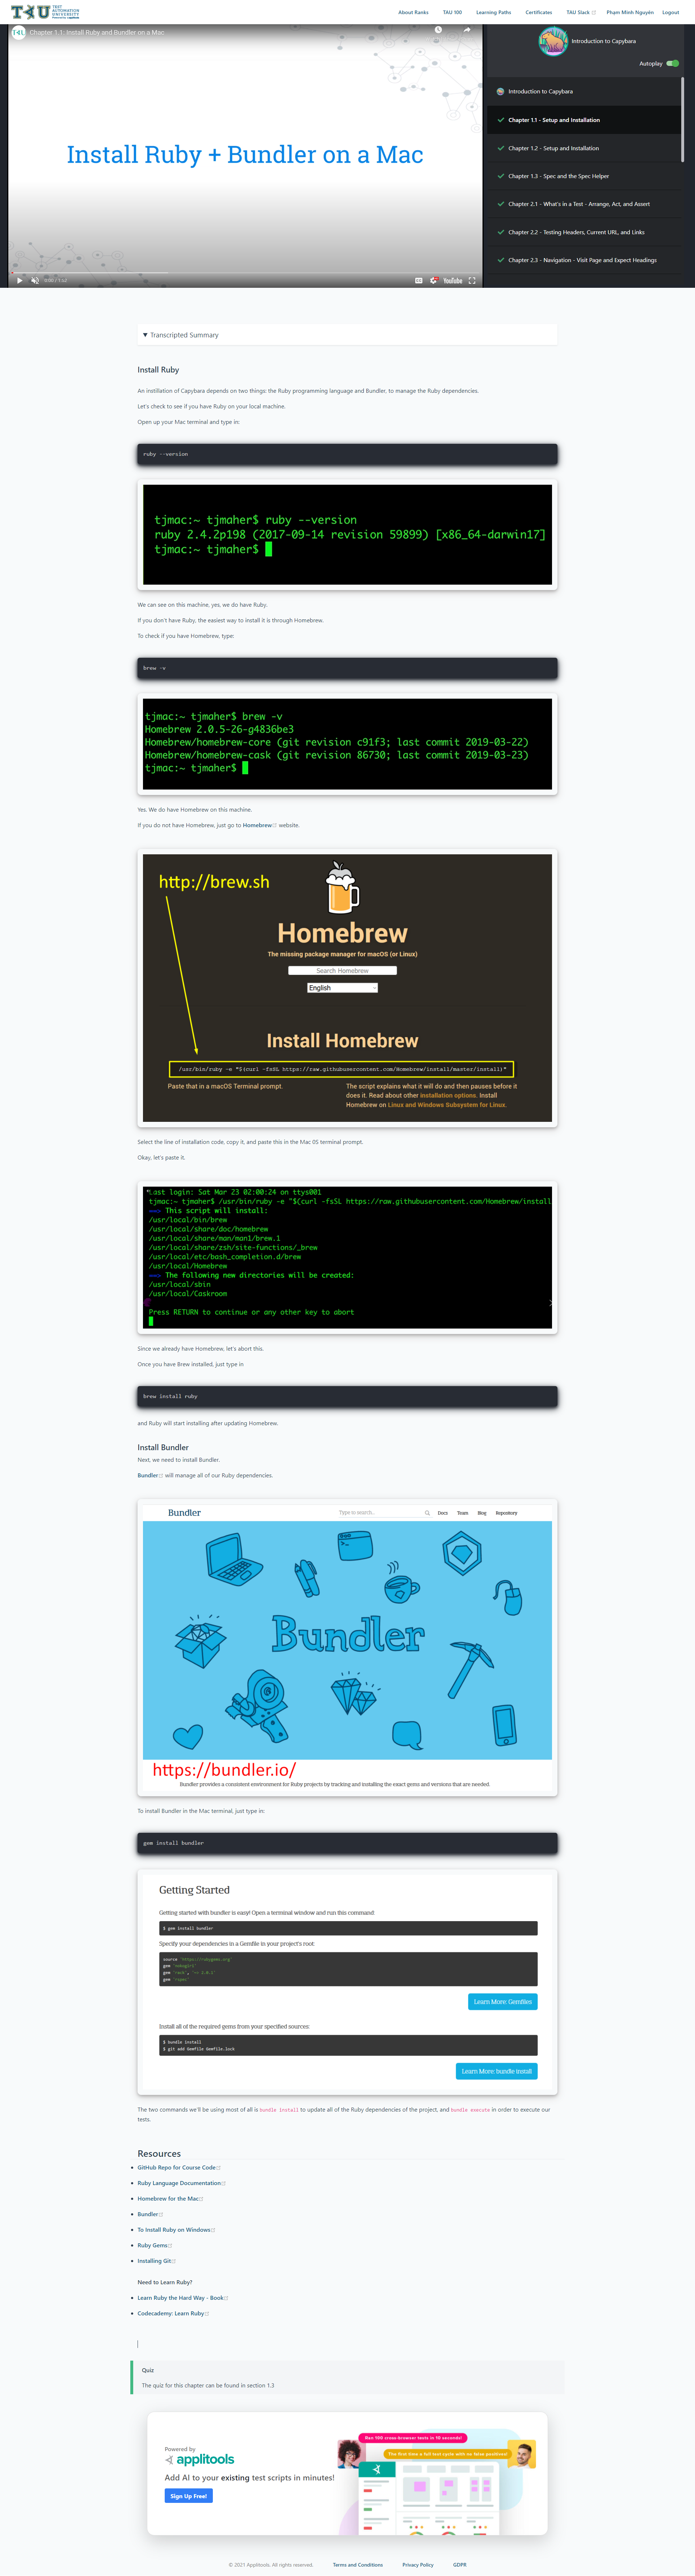 TAU TEST AUTOMATION UNIVERSITY
About Ranks TAU 100 Learning Paths Certificates TAU Slack Phạm Minh Nguyên Logout
Chapter 1.1: Install Ruby and Bundler on a Mac
Install Ruby + Bundler on a Mac
YouTube
Introduction to Capybara
Autoplay
Introduction to Capybara
Chapter 1.1 - Setup and Installation
Chapter 1.2 - Setup and Installation
Chapter 1.3 - Spec and the Spec Helper
Chapter 2.1 - What's in a Test - Arrange, Act, and Assert
Chapter 2.2 - Testing Headers, Current URL, and Links
Chapter 2.3 - Navigation - Visit Page and Expect Headings
Transcripted Summary
Install Ruby
An instillation of Capybara depends on two things: the Ruby programming language and Bundler, to manage the Ruby dependencies.
Let's check to see if you have Ruby on your local machine.
Open up your Mac terminal and type in:
ruby --version
tjmac:~ tjmaher$ ruby --version
ruby 2.4.2p198 (2017-09-14 revision 59899) [x86_64-darwin17]
tjmac:~ tjmaher$
We can see on this machine, yes, we do have Ruby.
If you don't have Ruby, the easiest way to install it is through Homebrew.
To check if you have Homebrew, type:
brew -v
tjmac:~ tjmaher$ brew -v
Homebrew 2.0.5-26-g4836be3
Homebrew/homebrew-core (git revision c91f3; last commit 2019-03-22)
Homebrew/homebrew-cask (git revision 86730; last commit 2019-03-23)
tjmac:~ tjmaher$
Yes, We do have Homebrew on this machine.
If you do not have Homebrew, just go to Homebrew website.
http://brew.sh
Homebrew
The missing package manager for macOS (or Linux)
Search Homebrew
English
Install Homebrew
/usr/bin/ruby -e "$(curl -fsSL https://raw.githubusercontent.com/Homebrew/install/master/install)"
Paste that in a macOS Terminal prompt.
The script explains what it will do and then pauses before it
does it. Read about other installation options. Install
Homebrew on Linux and Windows Subsystem for Linux.
Select the line of installation code, copy it, and paste this in the Mac OS terminal prompt.
Okay, let's paste it.
Last login: Sat Mar 23 02:00:24 on ttys001
tjmac:~ tjmaher$ /usr/bin/ruby -e "$(curl -fsSL https://raw.githubusercontent.com/Homebrew/install
==> This script will install:
/usr/local/bin/brew
/usr/local/share/doc/homebrew
/usr/local/share/man/man1/brew.1
/usr/local/share/zsh/site-functions/_brew
/usr/local/etc/bash_completion.d/brew
/usr/local/Homebrew
==> The following new directories will be created:
/usr/local/sbin
/usr/local/Caskroom
Press RETURN to continue or any other key to abort
Since we already have Homebrew, let's abort this.
Once you have Brew installed, just type in
brew install ruby
and Ruby will start installing after updating Homebrew.
Install Bundler
Next, we need to install Bundler.
Bundler will manage all of our Ruby dependencies.
Bundler
Type to search... Docs Team Blog Repository
Bundler
https://bundler.io/
Bundler provides a consistent environment for Ruby projects by tracking and installing the exact gems and versions that are needed.
To install Bundler in the Mac terminal, just type in:
gem install bundler
Getting Started
Getting started with bundler is easy! Open a terminal window and run this command:
$ gem install bundler
Specify your dependencies in a Gemfile in your project's root:
source 'https://rubygems.org'
gem 'nokogiri'
gem 'rack', '~> 2.0.1'
gem 'rspec'
Learn More: Gemfiles
Install all of the required gems from your specified sources:
$ bundle install
$ git add Gemfile Gemfile.lock
Learn More: bundle install
The two commands we'll be using most of all is bundle install to update all of the Ruby dependencies of the project, and bundle execute in order to execute our
tests.
Resources
GitHub Repo for Course Code
Ruby Language Documentation
Homebrew for the Mac
Bundler
To Install Ruby on Windows
Ruby Gems
Installing Git
Need to Learn Ruby?
Learn Ruby the Hard Way - Book
Codecademy: Learn Ruby
Quiz
The quiz for this chapter can be found in section 1.3
Powered by
applitools
Add AI to your existing test scripts in minutes!
Sign Up Free!
Run 100 cross-browser tests in 10 seconds!
The first time a full test cycle with no false positives!
© 2021 Applitools. All rights reserved. Terms and Conditions Privacy Policy GDPR